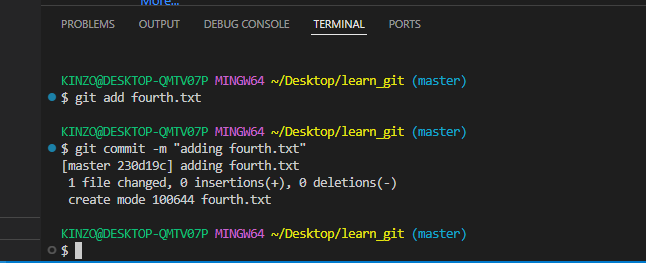 More...
PROBLEMS OUTPUT DEBUG CONSOLE TERMINAL PORTS
KINZO@DESKTOP-QMTV07P MINGW64 ~/Desktop/learn_git (master)
$ git add fourth.txt
KINZO@DESKTOP-QMTV07P MINGW64 ~/Desktop/learn_git (master)
$ git commit -m "adding fourth.txt"
[master 230d19c] adding fourth.txt
 1 file changed, 0 insertions(+), 0 deletions(-)
 create mode 100644 fourth.txt
KINZO@DESKTOP-QMTV07P MINGW64 ~/Desktop/learn_git (master)
$